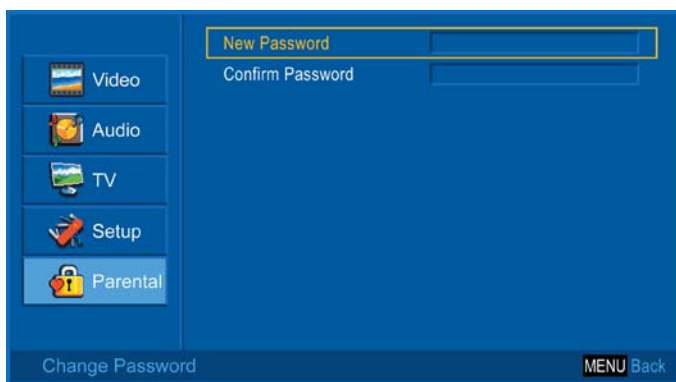 New Password
Confirm Password
Video
Audio
TV
Setup
Parental
Change Password
MENU Back